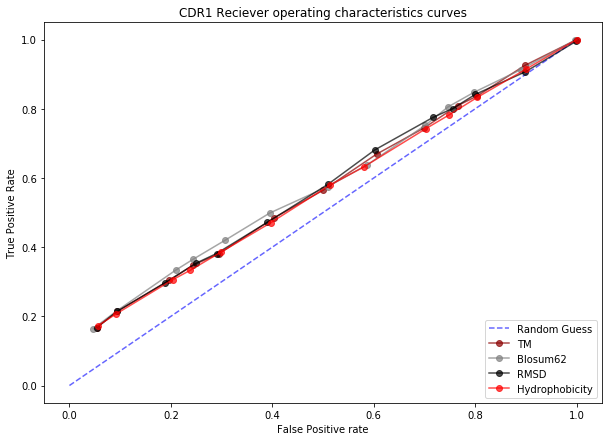 CDR1 Reciever operating characteristics curves
True Positive Rate
1.0
0.8
0.6
0.4
0.2
0.0
0.0 0.2 0.4 0.6 0.8 1.0
False Positive rate
Random Guess
TM
Blosum62
RMSD
Hydrophobicity